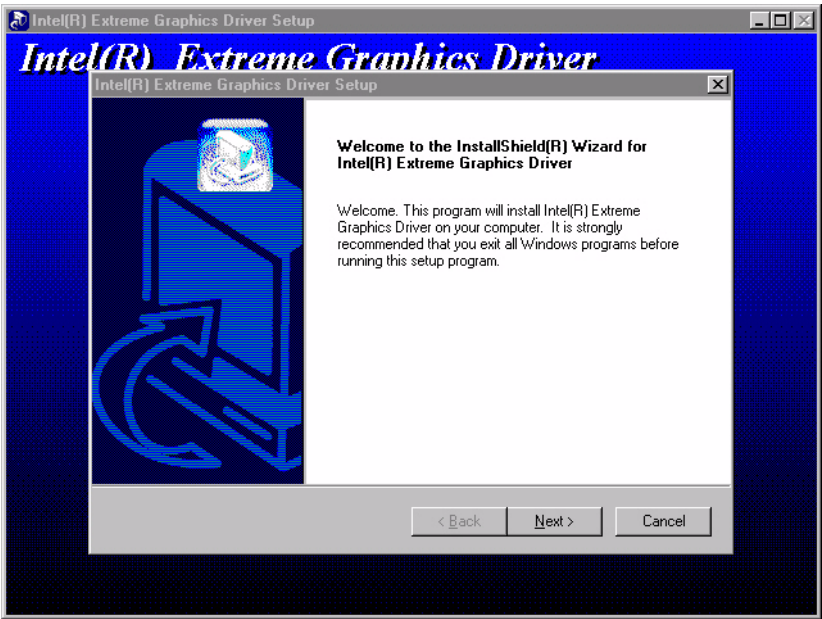 Intel(R) Extreme Graphics Driver Setup
Intel(R) Extreme Graphics Driver
Intel(R) Extreme Graphics Driver Setup
Welcome to the InstallShield(R) Wizard for
Intel(R) Extreme Graphics Driver
Welcome. This program will install Intel(R) Extreme
Graphics Driver on your computer. It is strongly
recommended that you exit all Windows programs before
running this setup program.
< Back Next > Cancel